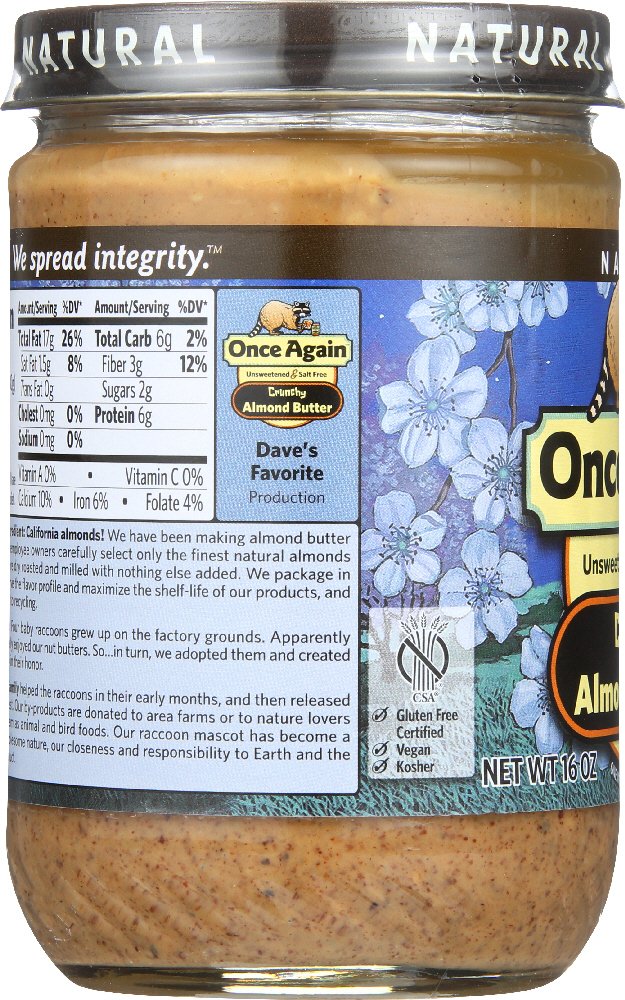 NATURAL NATURAL
We spread integrity.™
NA
Amount/Serving %DV* Amount/Serving %DV*
Total Fat 17g 26% Total Carb 6g 2%
Sat Fat 1.5g 8% Fiber 3g 12%
Trans Fat 0g Sugars 2g
Cholest 0mg 0% Protein 6g
Sodium 0mg 0%
Vitamin A 0% • Vitamin C 0%
Calcium 10% • Iron 6% • Folate 4%
Once Again
Unsweetened & Salt Free
Crunchy
Almond Butter
Dave's
Favorite
Production
California almonds! We have been making almond butter
owners carefully select only the finest natural almonds
roasted and milled with nothing else added. We package in
flavor profile and maximize the shelf-life of our products, and
recycling.
baby raccoons grew up on the factory grounds. Apparently
enjoyed our nut butters. So...in turn, we adopted them and created
their honor.
helped the raccoons in their early months, and then released
Our by-products are donated to area farms or to nature lovers
as animal and bird foods. Our raccoon mascot has become a
nature, our closeness and responsibility to Earth and the
CSA
Gluten Free
Certified
Vegan
Kosher
Once
Unsweet
Almo
NET WT 16 OZ